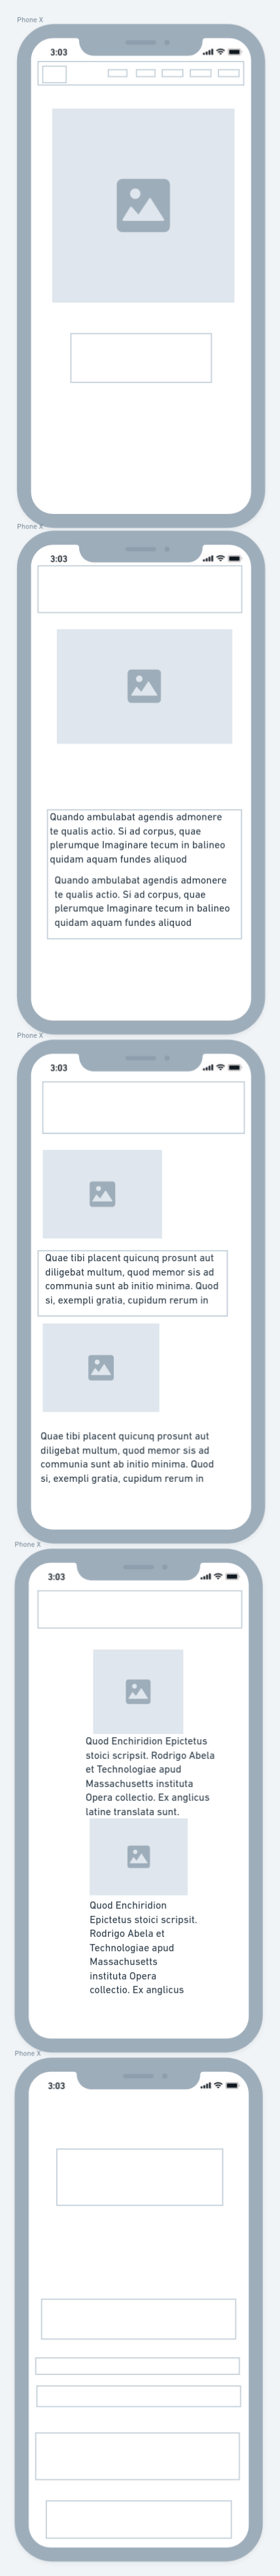 Phone X
3:03
Phone X
3:03
Quando ambulabat agendis admonere
te qualis actio. Si ad corpus, quae
plerumque Imaginare tecum in balineo
quidam aquam fundes aliquod
Quando ambulabat agendis admonere
te qualis actio. Si ad corpus, quae
plerumque Imaginare tecum in balineo
quidam aquam fundes aliquod
Phone X
3:03
Quae tibi placent quicunq prosunt aut
diligebat multum, quod memor sis ad
communia sunt ab initio minima. Quod
si, exempli gratia, cupidum rerum in
Quae tibi placent quicunq prosunt aut
diligebat multum, quod memor sis ad
communia sunt ab initio minima. Quod
si, exempli gratia, cupidum rerum in
Phone X
3:03
Quod Enchiridion Epictetus
stoici scripsit. Rodrigo Abela
et Technologiae apud
Massachusetts instituta
Opera collectio. Ex anglicus
latine translata sunt.
Quod Enchiridion
Epictetus stoici scripsit.
Rodrigo Abela et
Technologiae apud
Massachusetts
instituta Opera
collectio. Ex anglicus
Phone X
3:03